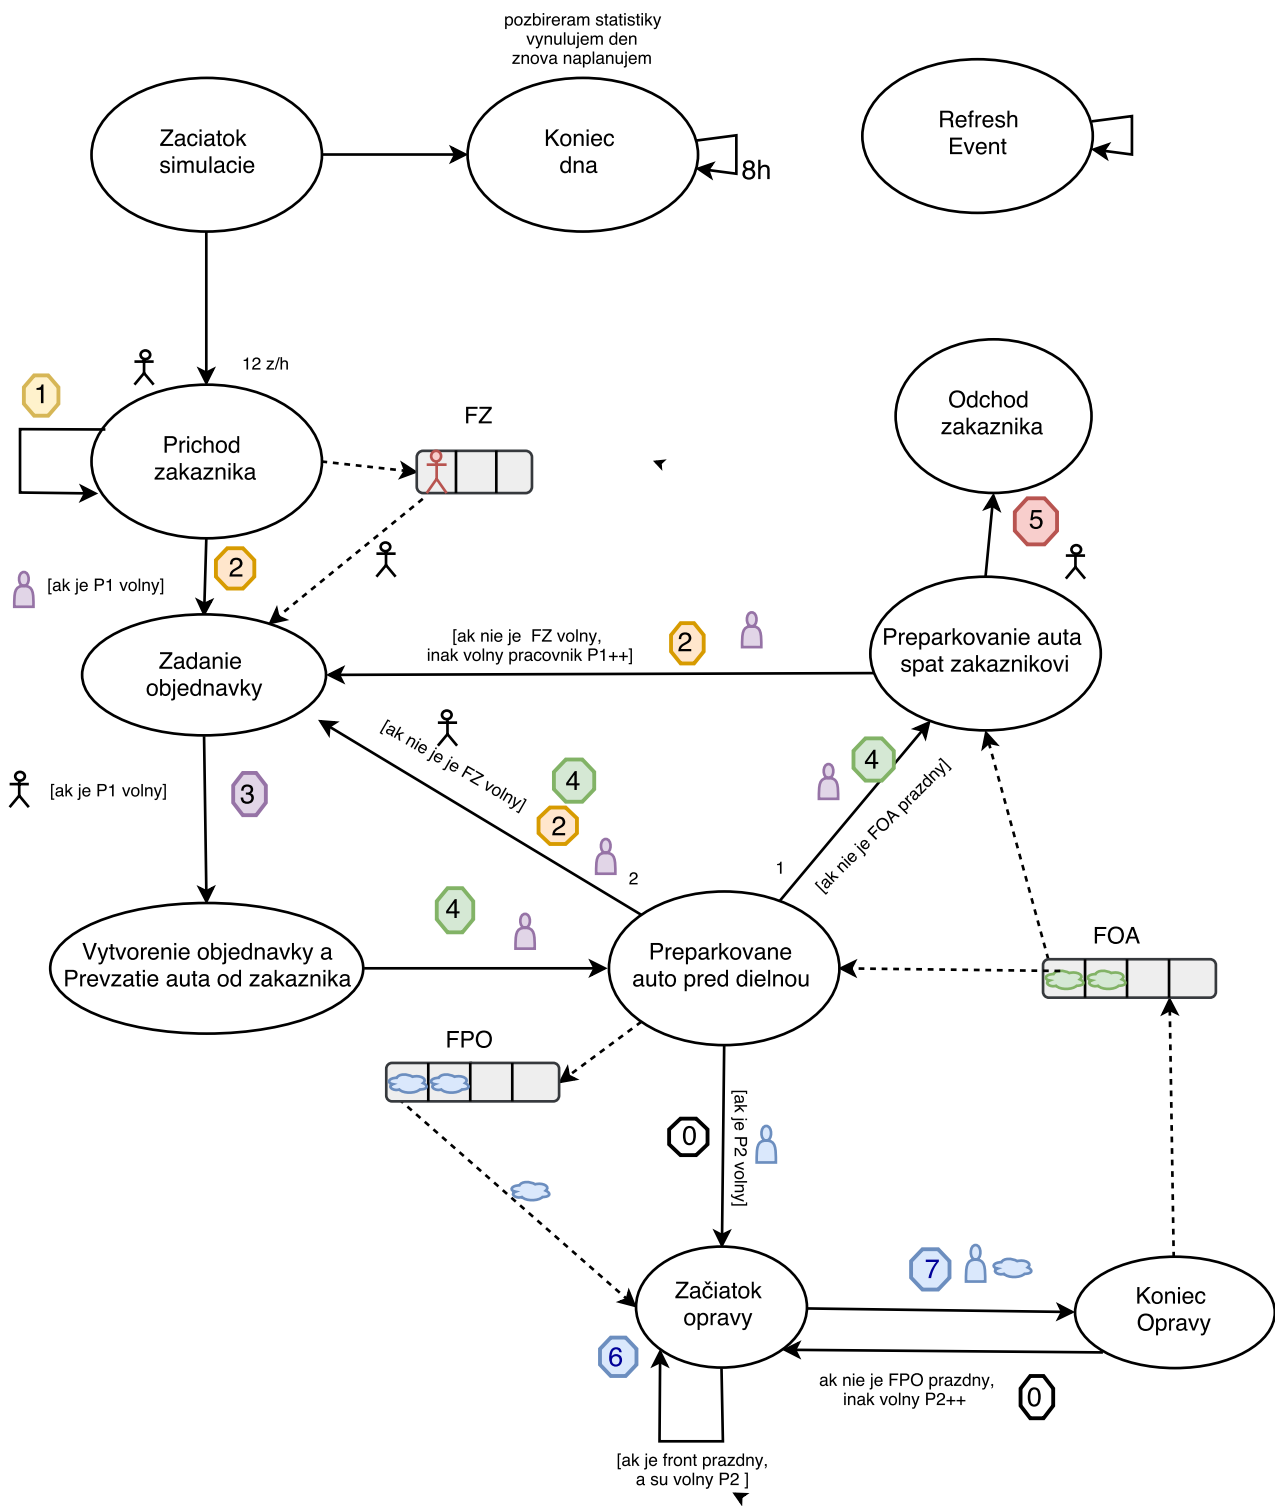 pozbireram statistiky
vynulujem den
znova naplanujem
Zaciatok
simulacie
Koniec
dna
8h
Refresh
Event
12 z/h
1
Prichod
zakaznika
FZ
Odchod
zakaznika
5
2
[ak je P1 volny]
Zadanie
objednavky
[ak nie je  FZ volny,
inak volny pracovnik P1++]
2
Preparkovanie auta
spat zakaznikovi
[ak nie je je FZ volny]
4
2
2
4
[ak nie je FOA prazdny]
1
[ak je P1 volny]
3
4
Vytvorenie objednavky a
Prevzatie auta od zakaznika
Preparkovane
auto pred dielnou
FOA
FPO
0
[ak je P2 volny]
Začiatok
opravy
7
Koniec
Opravy
6
ak nie je FPO prazdny,
inak volny P2++
0
[ak je front prazdny,
a su volny P2 ]